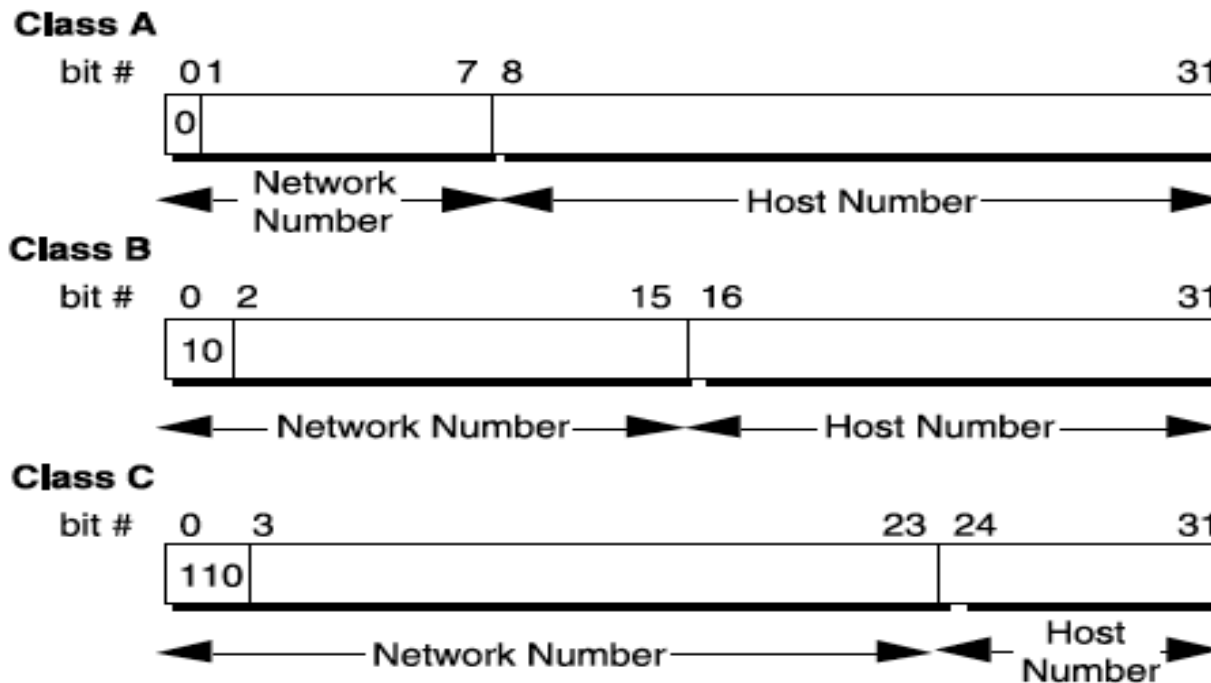 Class A
bit # 0 1 7 8 31
0
Network Number
Host Number
Class B
bit # 0 2 15 16 31
10
Network Number Host Number
Class C
bit # 0 3 23 24 31
110
Network Number
Host Number